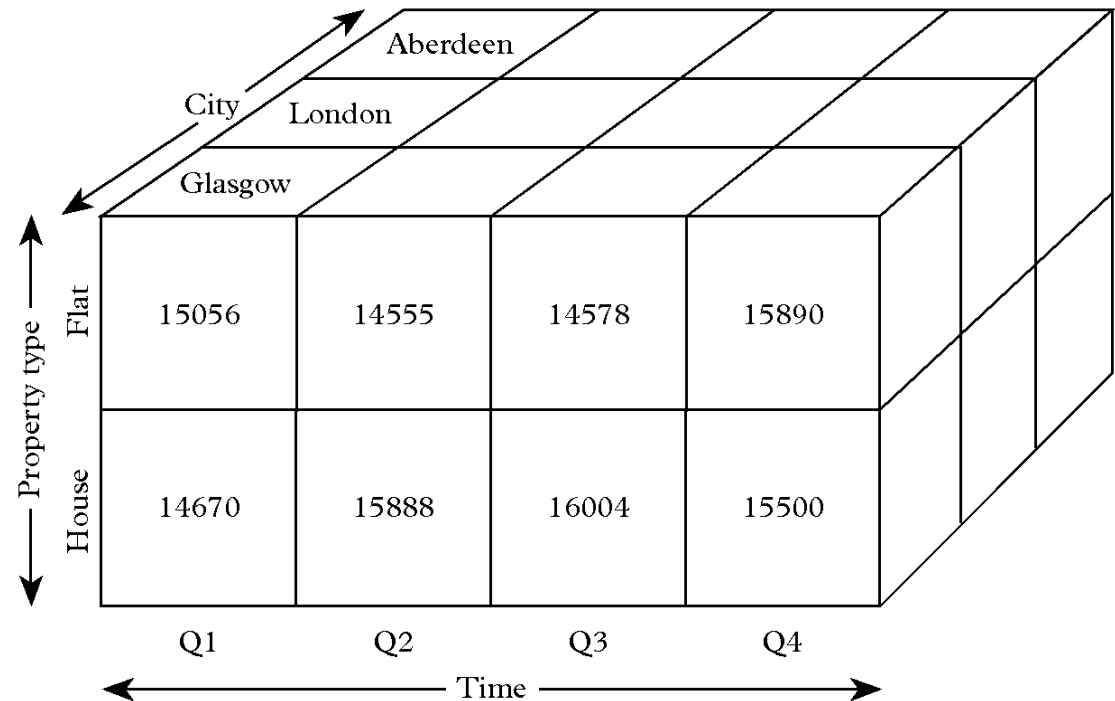 Aberdeen
City
London
Glasgow
Property type
Flat
15056 14555 14578 15890
House
14670 15888 16004 15500
Q1 Q2 Q3 Q4
Time